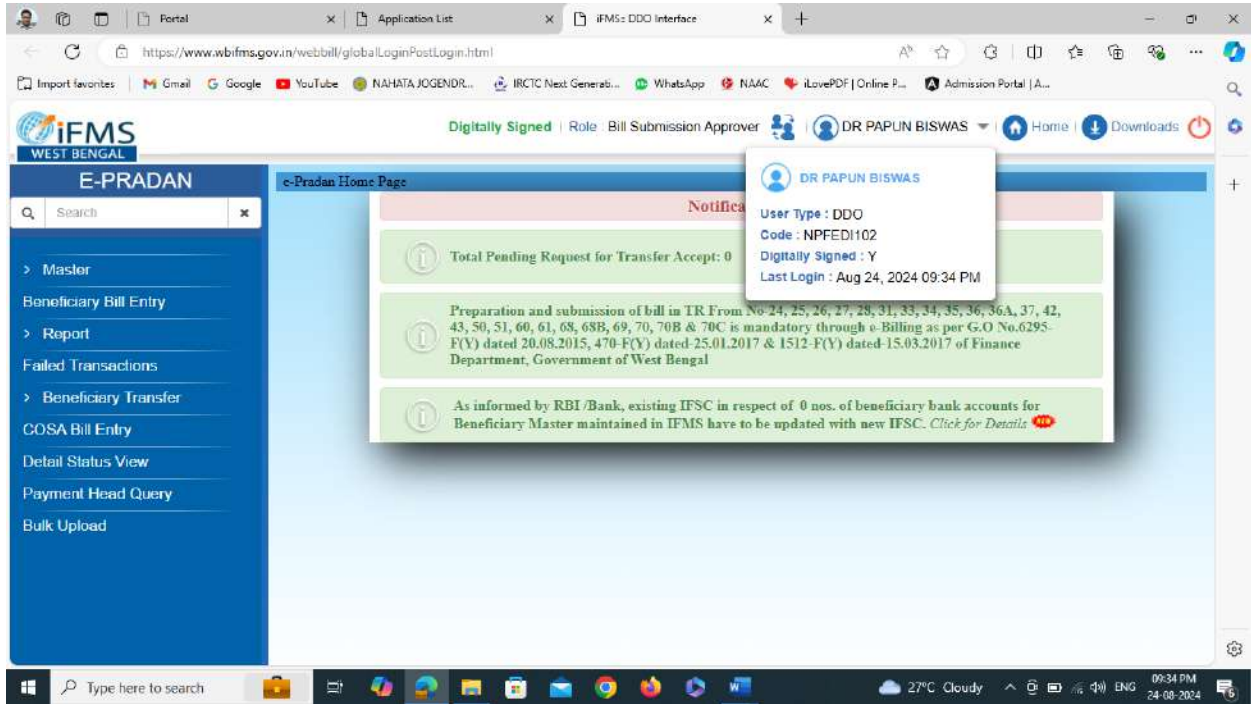 Portal
Application List
iFMS: DDO Interface
https://www.wbifms.gov.in/webbill/globalLoginPostLogin.html
Import favorites
Gmail
Google
YouTube
NAHATA JOGENDR...
IRCTC Next Generati...
WhatsApp
NAAC
iLovePDF | Online P...
Admission Portal | A...
iFMS
WEST BENGAL
Digitally Signed | Role : Bill Submission Approver
DR PAPUN BISWAS
Home
Downloads
E-PRADAN
Search
> Master
Beneficiary Bill Entry
> Report
Failed Transactions
> Beneficiary Transfer
COSA Bill Entry
Detail Status View
Payment Head Query
Bulk Upload
e-Pradan Home Page
Notifica
DR PAPUN BISWAS
User Type : DDO
Code : NPFEDI102
Digitally Signed : Y
Last Login : Aug 24, 2024 09:34 PM
Total Pending Request for Transfer Accept: 0
Preparation and submission of bill in TR From No-24, 25, 26, 27, 28, 31, 33, 34, 35, 36, 36A, 37, 42,
43, 50, 51, 60, 61, 68, 68B, 69, 70, 70B & 70C is mandatory through e-Billing as per G.O No.6295-
F(Y) dated 20.08.2015, 470-F(Y) dated-25.01.2017 & 1512-F(Y) dated-15.03.2017 of Finance
Department, Government of West Bengal
As informed by RBI /Bank, existing IFSC in respect of 0 nos. of beneficiary bank accounts for
Beneficiary Master maintained in IFMS have to be updated with new IFSC. Click for Details
Type here to search
27°C Cloudy
ENG
09:34 PM
24-08-2024